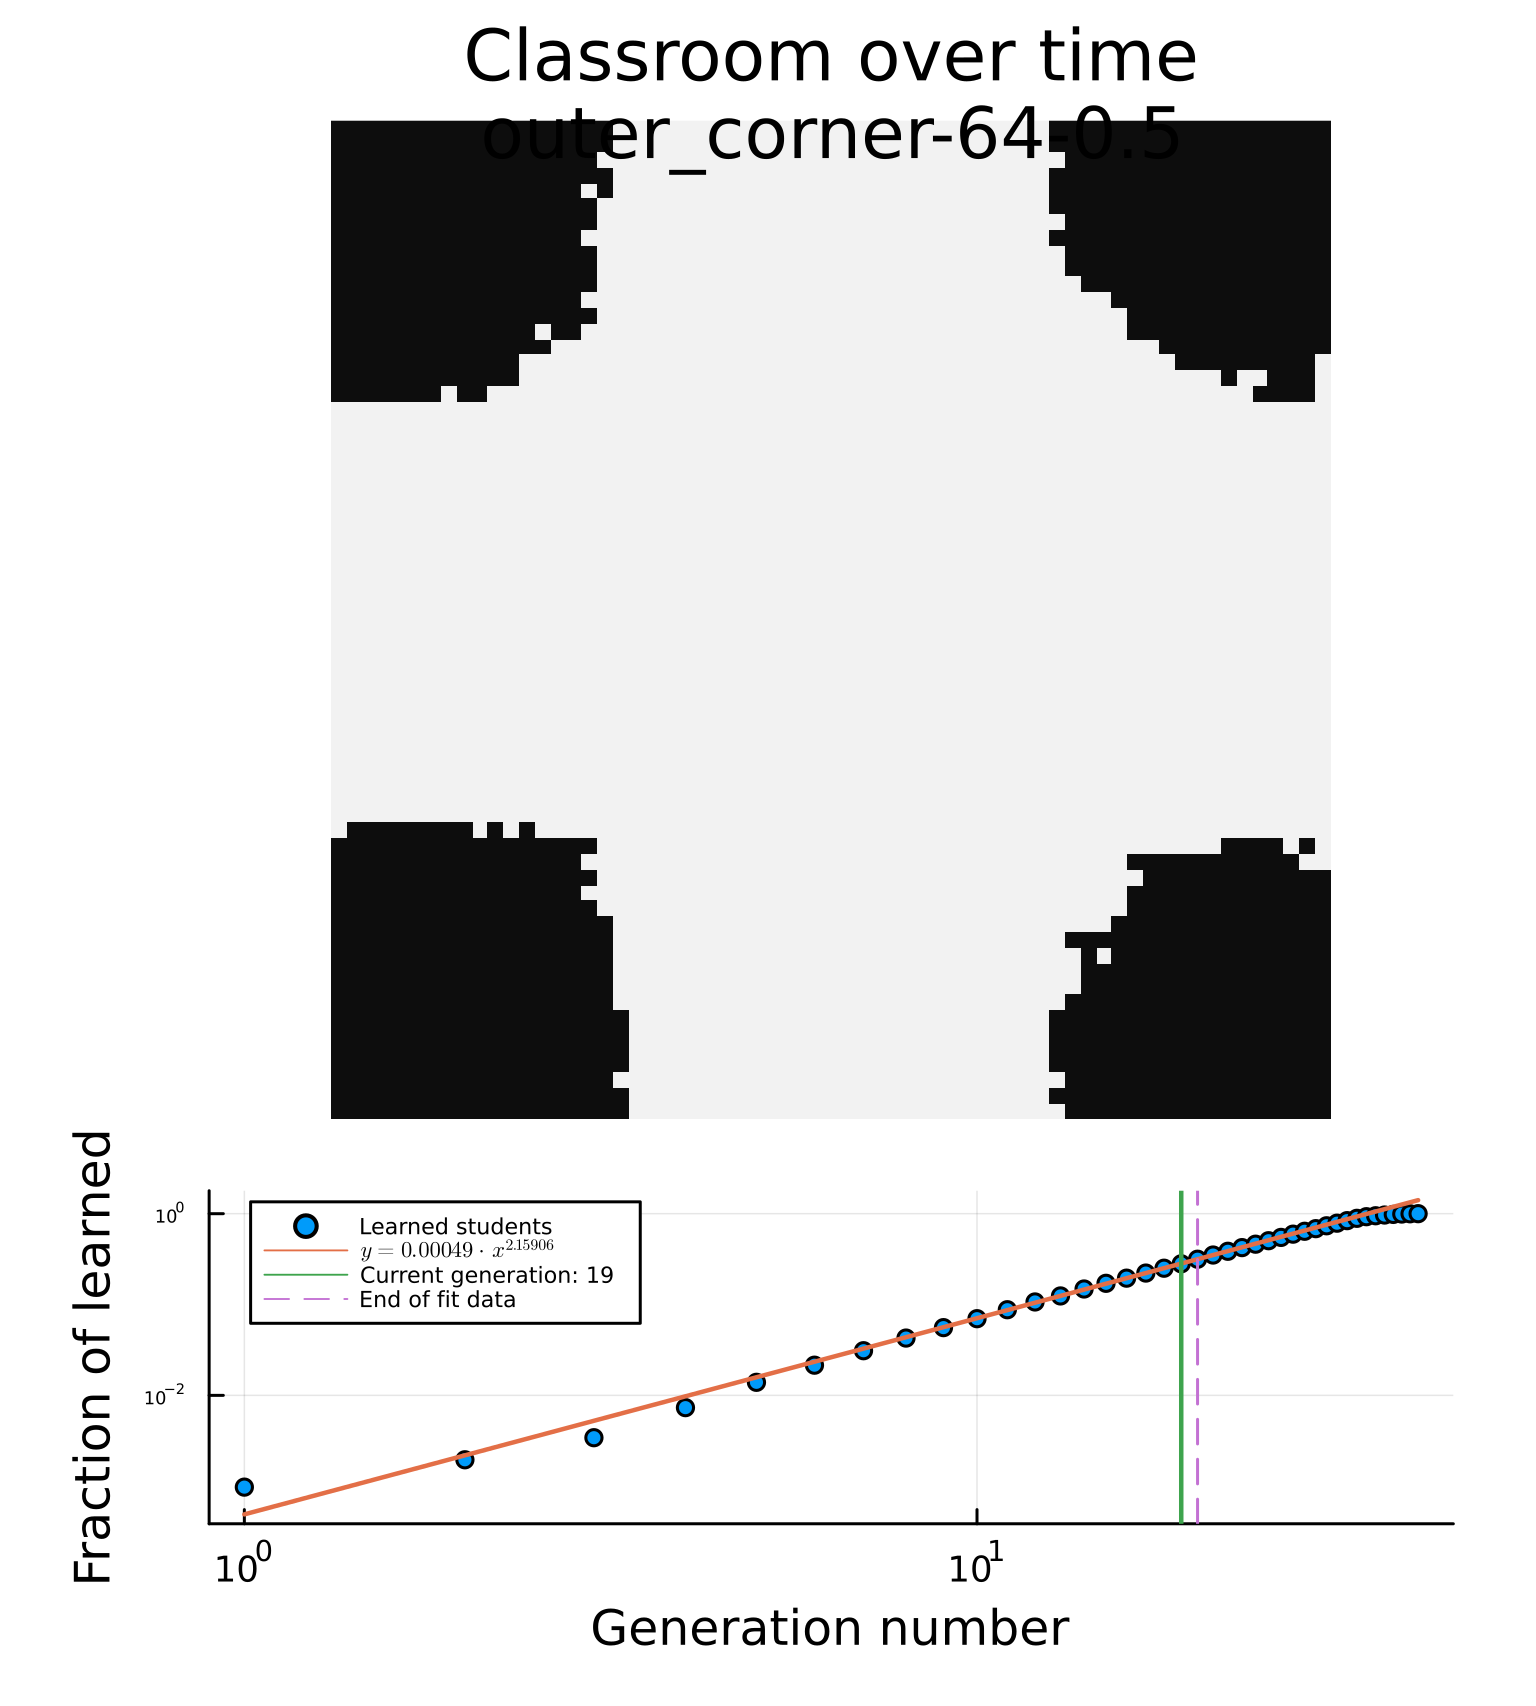 Classroom over time
outer_corner-64-0.5
Fraction of learned
10⁰
10⁻²
Learned students
y = 0.00049 · x^2.15906
Current generation: 19
End of fit data
10⁰
10¹
Generation number